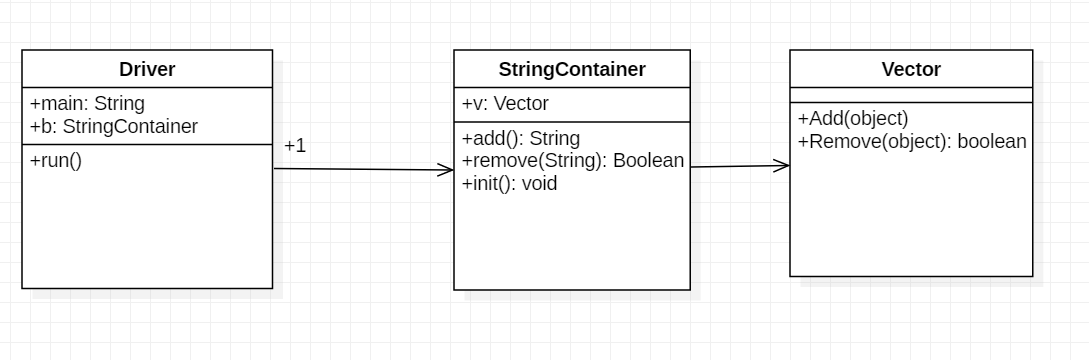 Driver
+main: String
+b: StringContainer
+run()
+1
StringContainer
+v: Vector
+add(): String
+remove(String): Boolean
+init(): void
Vector
+Add(object)
+Remove(object): boolean